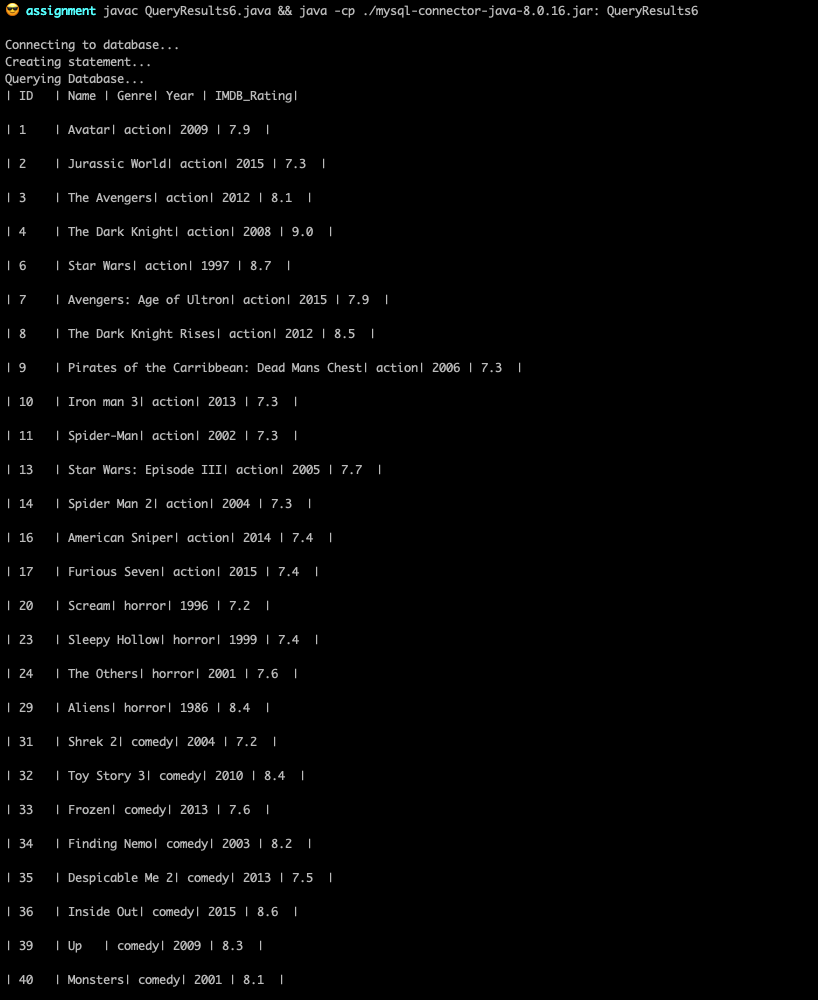 😎 assignment javac QueryResults6.java && java -cp ./mysql-connector-java-8.0.16.jar: QueryResults6
Connecting to database...
Creating statement...
Querying Database...
| ID   | Name | Genre| Year | IMDB_Rating|
| 1    | Avatar| action| 2009 | 7.9  |
| 2    | Jurassic World| action| 2015 | 7.3  |
| 3    | The Avengers| action| 2012 | 8.1  |
| 4    | The Dark Knight| action| 2008 | 9.0  |
| 6    | Star Wars| action| 1997 | 8.7  |
| 7    | Avengers: Age of Ultron| action| 2015 | 7.9  |
| 8    | The Dark Knight Rises| action| 2012 | 8.5  |
| 9    | Pirates of the Carribbean: Dead Mans Chest| action| 2006 | 7.3  |
| 10   | Iron man 3| action| 2013 | 7.3  |
| 11   | Spider-Man| action| 2002 | 7.3  |
| 13   | Star Wars: Episode III| action| 2005 | 7.7  |
| 14   | Spider Man 2| action| 2004 | 7.3  |
| 16   | American Sniper| action| 2014 | 7.4  |
| 17   | Furious Seven| action| 2015 | 7.4  |
| 20   | Scream| horror| 1996 | 7.2  |
| 23   | Sleepy Hollow| horror| 1999 | 7.4  |
| 24   | The Others| horror| 2001 | 7.6  |
| 29   | Aliens| horror| 1986 | 8.4  |
| 31   | Shrek 2| comedy| 2004 | 7.2  |
| 32   | Toy Story 3| comedy| 2010 | 8.4  |
| 33   | Frozen| comedy| 2013 | 7.6  |
| 34   | Finding Nemo| comedy| 2003 | 8.2  |
| 35   | Despicable Me 2| comedy| 2013 | 7.5  |
| 36   | Inside Out| comedy| 2015 | 8.6  |
| 39   | Up   | comedy| 2009 | 8.3  |
| 40   | Monsters| comedy| 2001 | 8.1  |